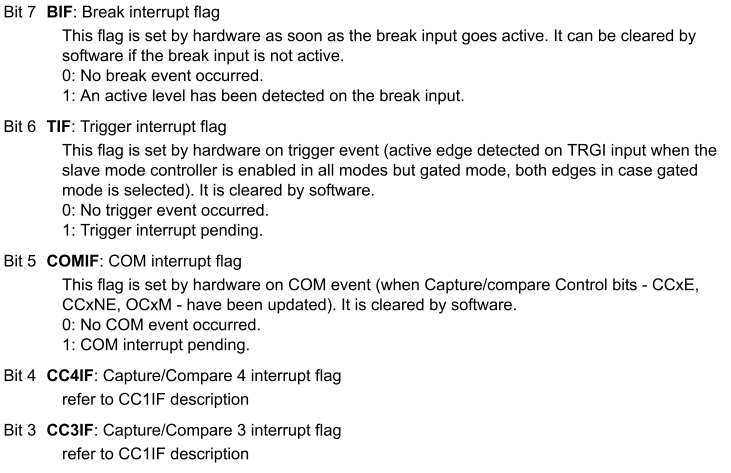 Bit 7 BIF: Break interrupt flag
This flag is set by hardware as soon as the break input goes active. It can be cleared by
software if the break input is not active.
0: No break event occurred.
1: An active level has been detected on the break input.
Bit 6 TIF: Trigger interrupt flag
This flag is set by hardware on trigger event (active edge detected on TRGI input when the
slave mode controller is enabled in all modes but gated mode, both edges in case gated
mode is selected). It is cleared by software.
0: No trigger event occurred.
1: Trigger interrupt pending.
Bit 5 COMIF: COM interrupt flag
This flag is set by hardware on COM event (when Capture/compare Control bits - CCxE,
CCxNE, OCxM - have been updated). It is cleared by software.
0: No COM event occurred.
1: COM interrupt pending.
Bit 4 CC4IF: Capture/Compare 4 interrupt flag
refer to CC1IF description
Bit 3 CC3IF: Capture/Compare 3 interrupt flag
refer to CC1IF description